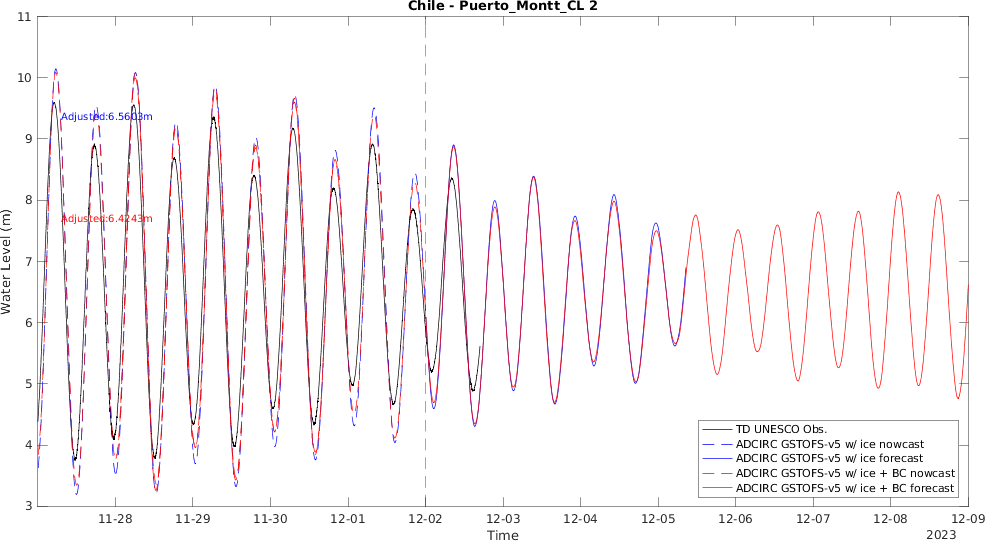 Chile - Puerto_Montt_CL 2
11
10
9
8
7
6
5
4
3
Water Level (m)
Adjusted:6.5603m
Adjusted:6.4243m
TD UNESCO Obs.
ADCIRC GSTOFS-v5 w/ ice nowcast
ADCIRC GSTOFS-v5 w/ ice forecast
ADCIRC GSTOFS-v5 w/ ice + BC nowcast
ADCIRC GSTOFS-v5 w/ ice + BC forecast
11-28 11-29 11-30 12-01 12-02 12-03 12-04 12-05 12-06 12-07 12-08 12-09
Time
2023